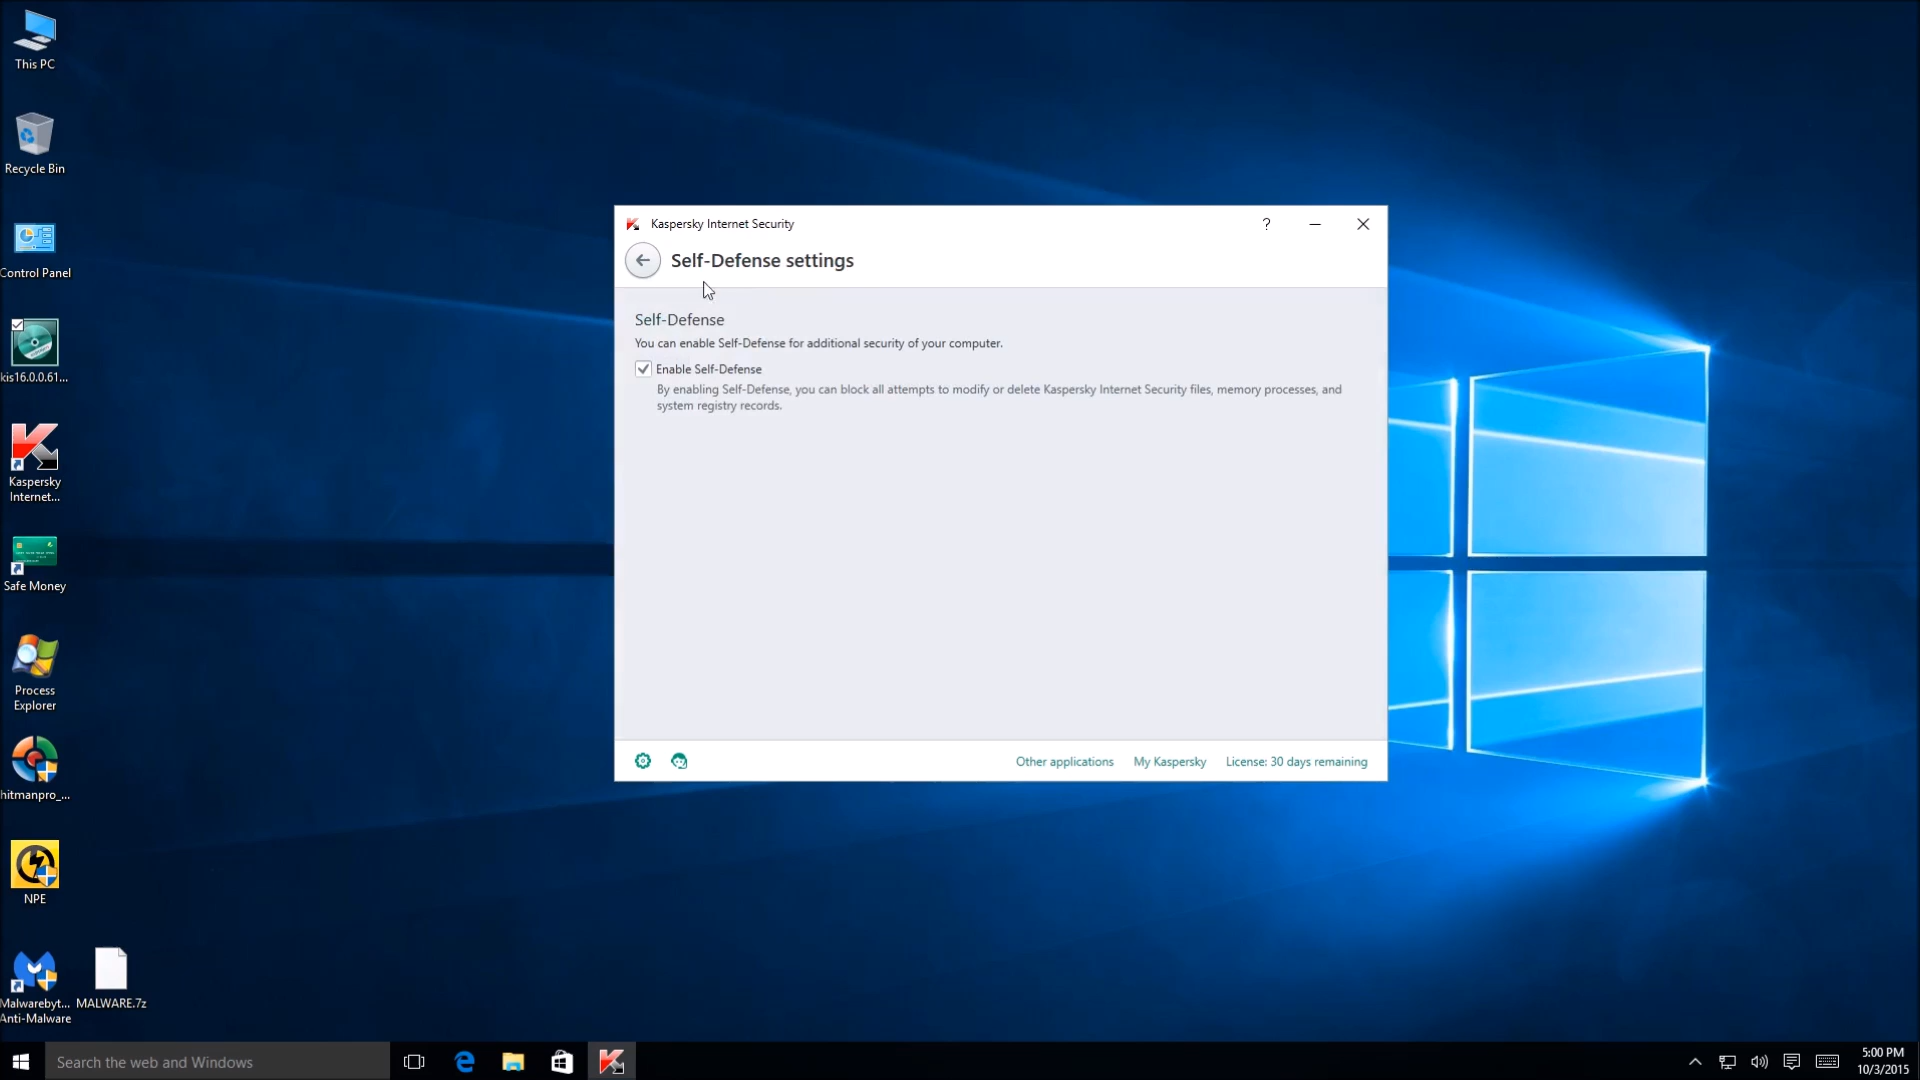 This PC
Recycle Bin
Control Panel
kis16.0.0.61...
Kaspersky
Internet...
Safe Money
Process
Explorer
hitmanpro_...
NPE
Malwarebyt...
Anti-Malware
MALWARE.7z
Kaspersky Internet Security
?
Self-Defense settings
Self-Defense
You can enable Self-Defense for additional security of your computer.
Enable Self-Defense
By enabling Self-Defense, you can block all attempts to modify or delete Kaspersky Internet Security files, memory processes, and
system registry records.
Other applications
My Kaspersky
License: 30 days remaining
Search the web and Windows
5:00 PM
10/3/2015